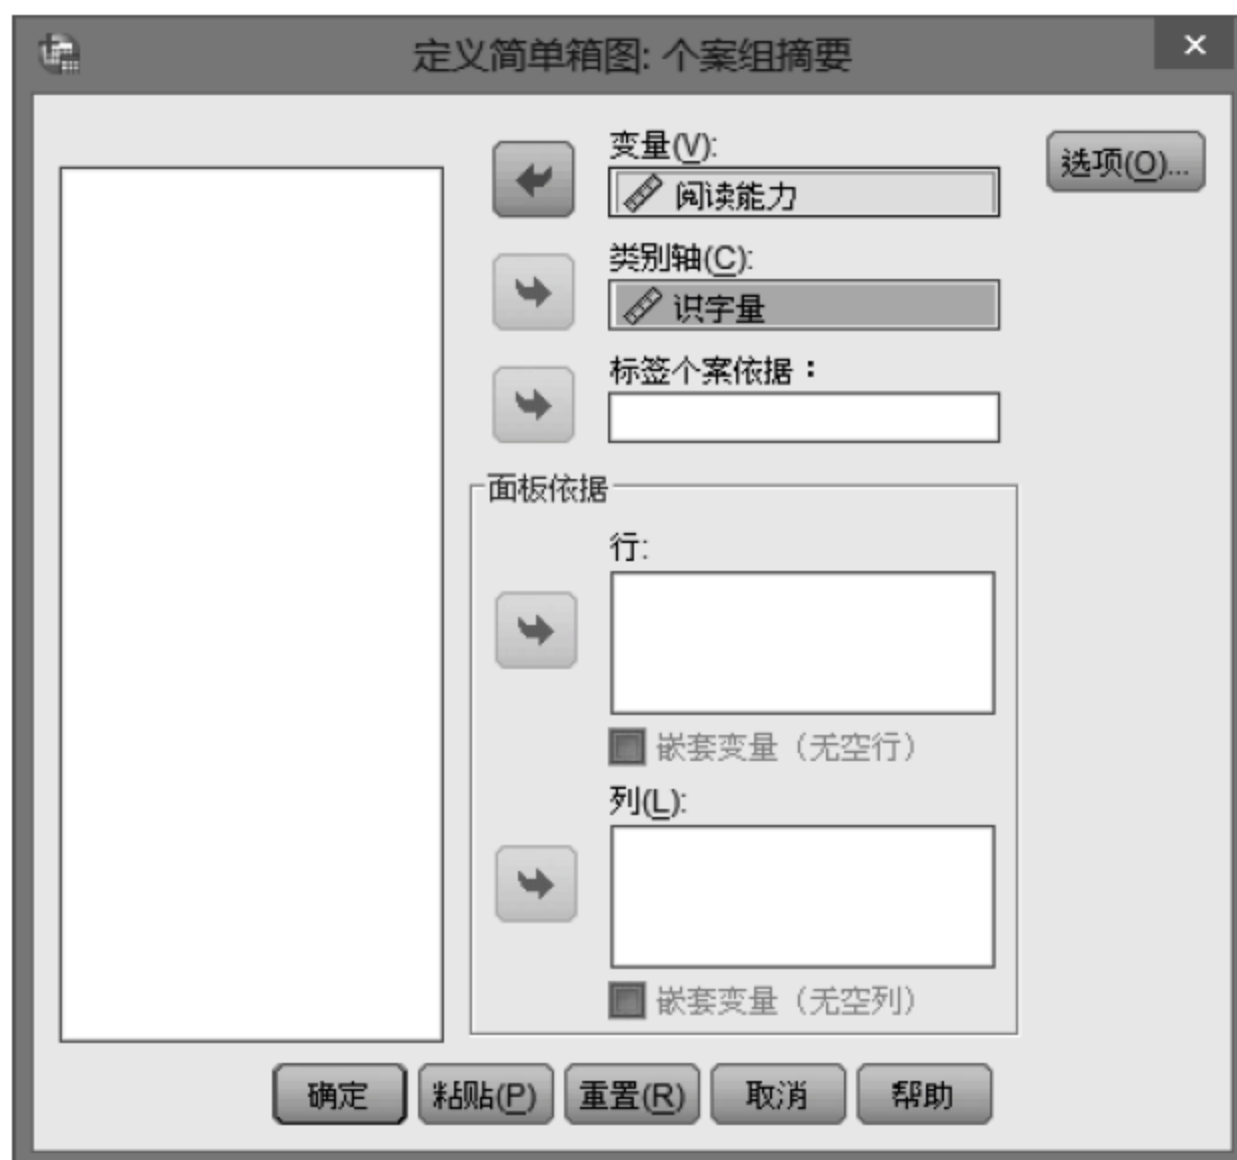 定义简单箱图: 个案组摘要
变量(V):
选项(O)...
阅读能力
类别轴(C):
识字量
标签个案依据：
面板依据
行:
嵌套变量（无空行）
列(L):
嵌套变量（无空列）
确定 粘贴(P) 重置(R) 取消 帮助